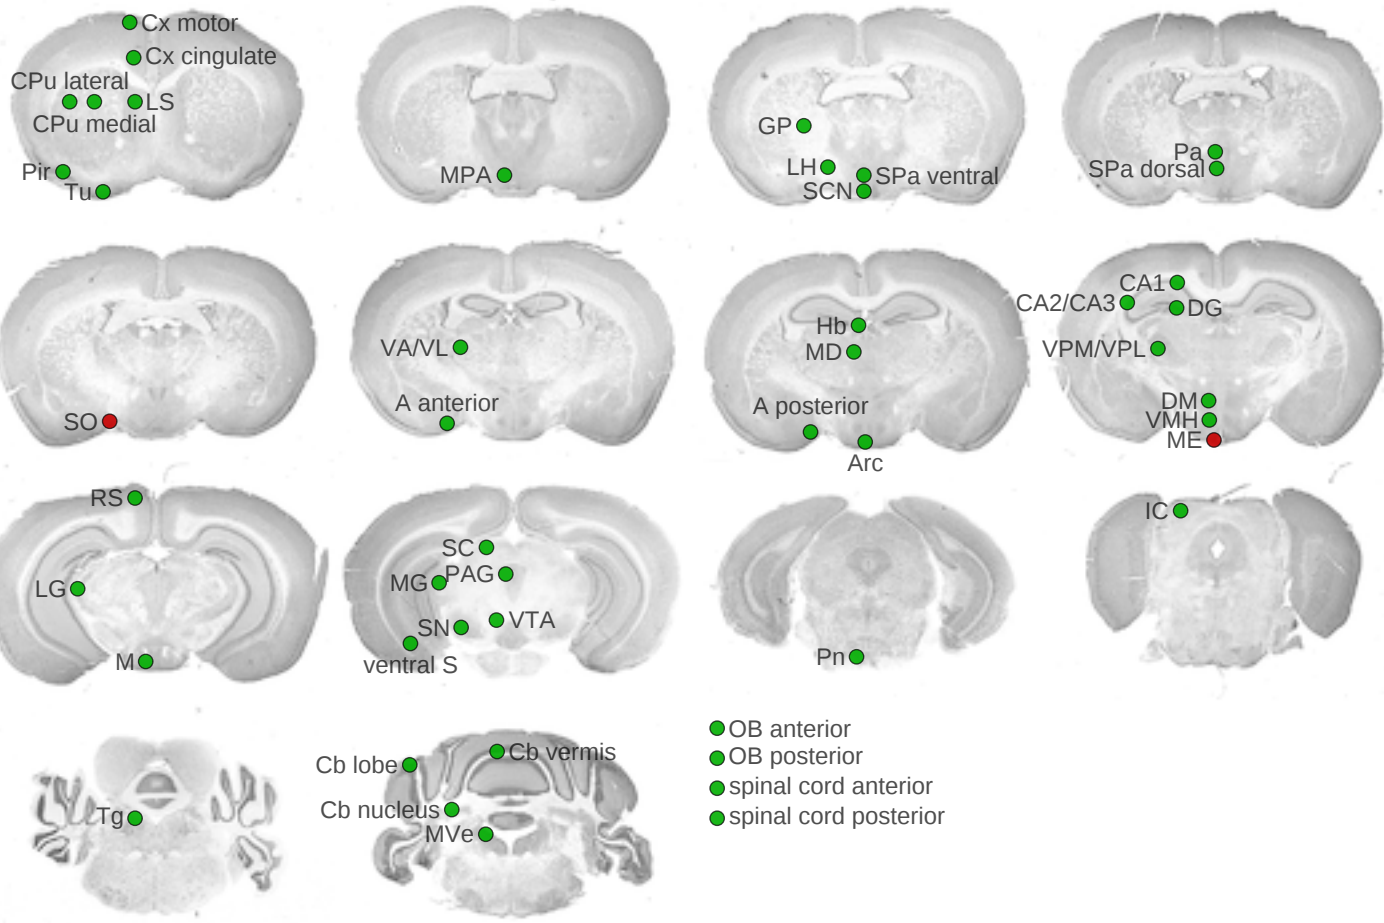 Cx motor
Cx cingulate
CPu lateral
LS
CPu medial
Pir
Tu
MPA
GP
LH
SPa ventral
SCN
Pa
SPa dorsal
SO
VA/VL
A anterior
Hb
MD
A posterior
Arc
CA1
CA2/CA3
DG
VPM/VPL
DM
VMH
ME
RS
LG
M
SC
MG
PAG
SN
VTA
ventral S
Pn
IC
Tg
Cb lobe
Cb vermis
Cb nucleus
MVe
OB anterior
OB posterior
spinal cord anterior
spinal cord posterior